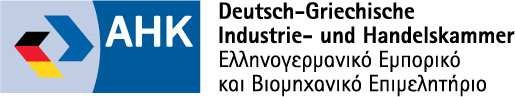 AHK
Deutsch-Griechische
Industrie- und Handelskammer
Ελληνογερμανικό Εμπορικό
και Βιομηχανικό Επιμελητήριο